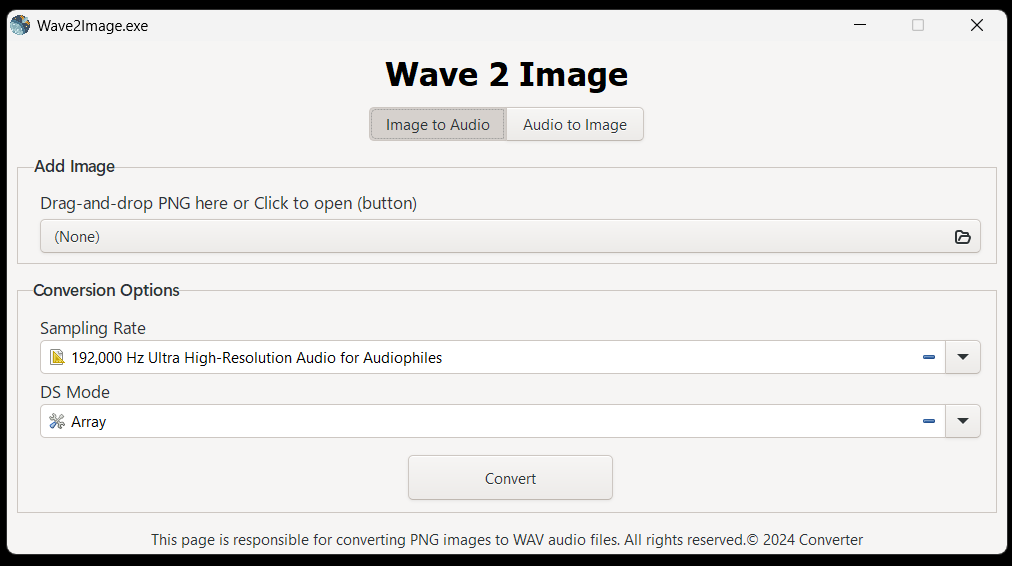 Wave2Image.exe
Wave 2 Image
Image to Audio
Audio to Image
Add Image
Drag-and-drop PNG here or Click to open (button)
(None)
Conversion Options
Sampling Rate
192,000 Hz Ultra High-Resolution Audio for Audiophiles
DS Mode
Array
Convert
This page is responsible for converting PNG images to WAV audio files. All rights reserved.© 2024 Converter